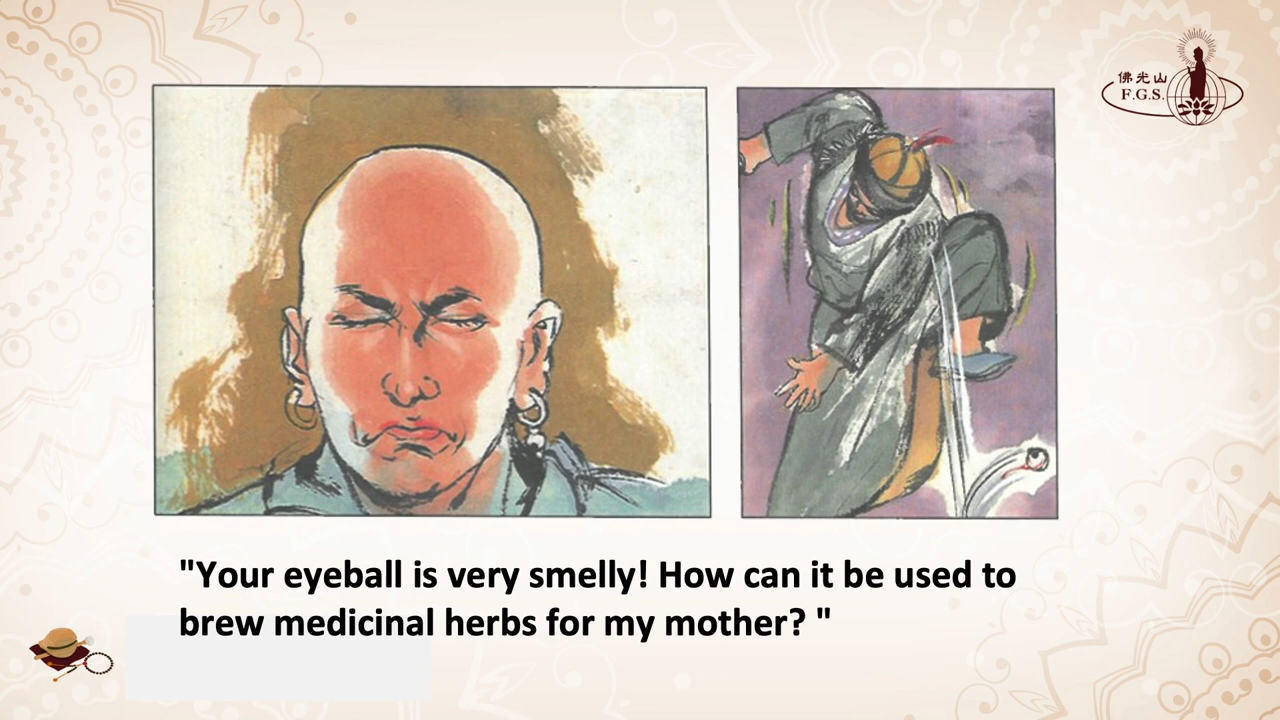 佛光山
F.G.S.
"Your eyeball is very smelly! How can it be used to
brew medicinal herbs for my mother? "